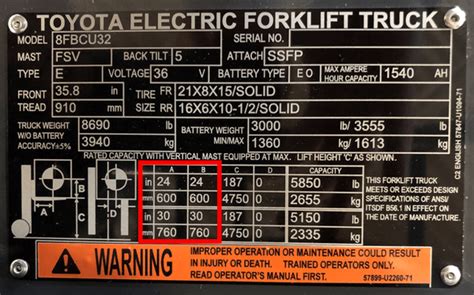 TOYOTA ELECTRIC FORKLIFT TRUCK
MODEL 8FBCU32 SERIAL NO.
MAST FSV BACK TILT 5 ATTACH SSFP
TYPE E VOLTAGE 36 V BATTERY TYPE E O MAX AMPERE HOUR CAPACITY 1540 AH
FRONT TREAD 35.8 in TIRE SIZE FR 21X8X15/SOLID
910 mm RR 16X6X10-1/2/SOLID
TRUCK WEIGHT W/O BATTERY ACCURACY±5% 8690 lb BATTERY WEIGHT MIN./MAX. 3000 lb / 3555 lb
3940 kg 1360 kg / 1613 kg
RATED CAPACITY WITH VERTICAL MAST EQUIPPED AT MAX. LIFT HEIGHT 'C' AS SHOWN.
A B C D CAPACITY
in 24 24 187 0 5850 lb
mm 600 600 4750 0 2655 kg
in 30 30 187 0 5150 lb
mm 760 760 4750 0 2335 kg
A B
C
D
THIS FORKLIFT TRUCK
MEETS OR EXCEEDS DESIGN
SPECIFICATIONS OF ANSI/
ITSDF B56.1 IN EFFECT ON
THE DATE OF
MANUFACTURE.
C2 ENGLISH 57847-U1098-71
WARNING
IMPROPER OPERATION OR MAINTENANCE COULD RESULT
IN INJURY OR DEATH. TRAINED OPERATORS ONLY.
READ OPERATOR'S MANUAL FIRST. 57899-U2260-71